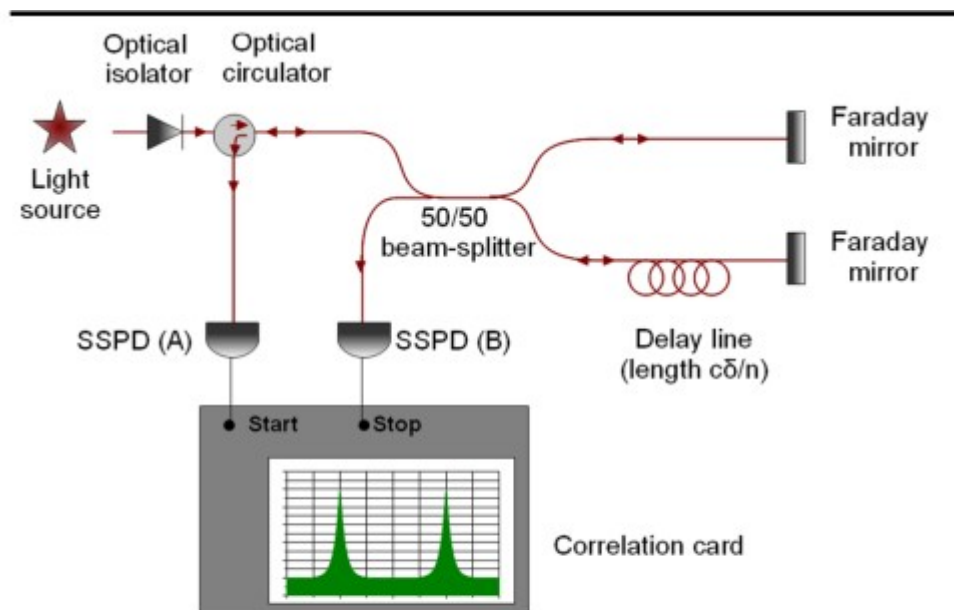 Optical
isolator
Optical
circulator
Light
source
50/50
beam-splitter
Faraday
mirror
Faraday
mirror
Delay line
(length cδ/n)
SSPD (A)
SSPD (B)
Start
Stop
Correlation card